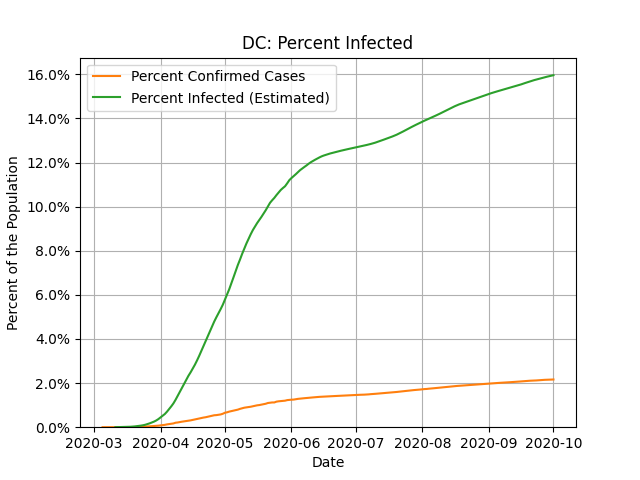 DC: Percent Infected
Percent Confirmed Cases
Percent Infected (Estimated)
Percent of the Population
16.0%
14.0%
12.0%
10.0%
8.0%
6.0%
4.0%
2.0%
0.0%
2020-03 2020-04 2020-05 2020-06 2020-07 2020-08 2020-09 2020-10
Date